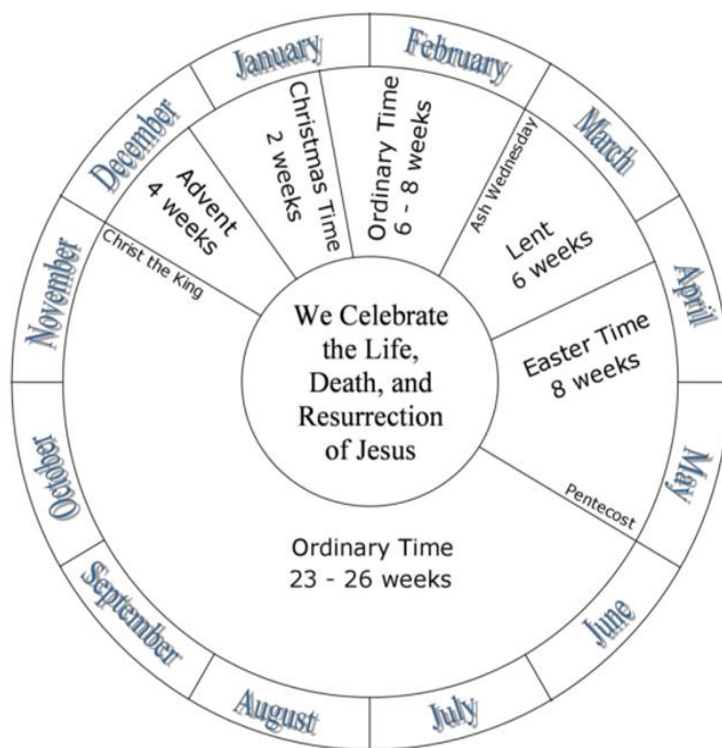 January
February
March
April
May
June
July
August
September
October
November
December
Christmas Time
2 weeks
Ordinary Time
6 - 8 weeks
Ash Wednesday
Lent
6 weeks
Easter Time
8 weeks
Pentecost
Ordinary Time
23 - 26 weeks
Christ the King
Advent
4 weeks
We Celebrate
the Life,
Death, and
Resurrection
of Jesus